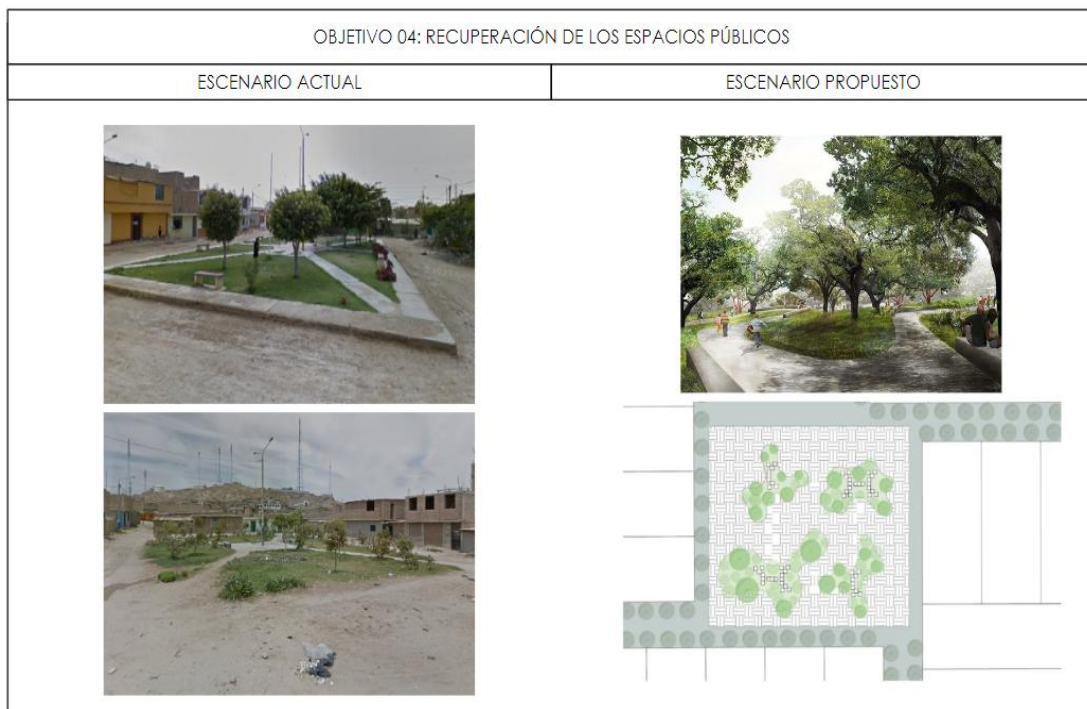 OBJETIVO 04: RECUPERACIÓN DE LOS ESPACIOS PÚBLICOS
ESCENARIO ACTUAL
ESCENARIO PROPUESTO